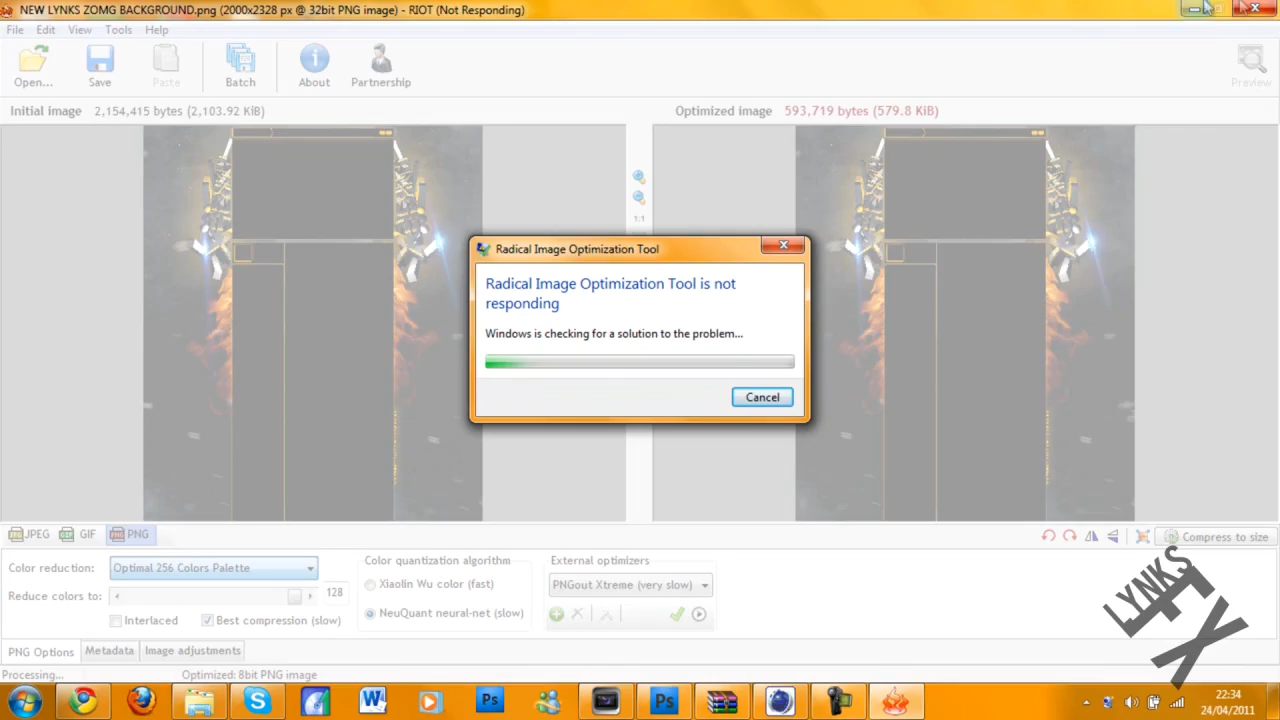 NEW LYNKS ZOMG BACKGROUND.png (2000x2328 px @ 32bit PNG image) - RIOT (Not Responding)
File Edit View Tools Help
Open... Save Paste Batch About Partnership Preview
Initial image 2,154,415 bytes (2,103.92 KiB) Optimized image 593,719 bytes (579.8 KiB)
1:1
Radical Image Optimization Tool
Radical Image Optimization Tool is not
responding
Windows is checking for a solution to the problem...
Cancel
JPEG GIF PNG Compress to size
Color reduction: Optimal 256 Colors Palette
Reduce colors to: 128
Interlaced Best compression (slow)
Color quantization algorithm
Xiaolin Wu color (fast)
NeuQuant neural-net (slow)
External optimizers
PNGout Xtreme (very slow)
LYNKS
FX
PNG Options Metadata Image adjustments
Processing... Optimized: 8bit PNG image
22:34
24/04/2011